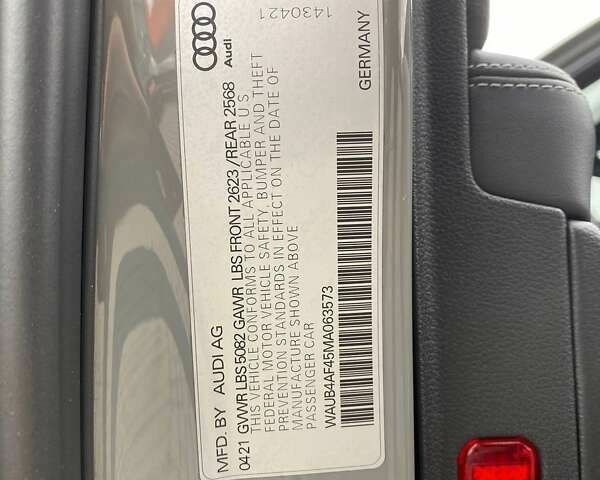 MFD. BY AUDI AG
0421 GVWR LBS 5082 GAWR LBS FRONT 2623 /REAR 2568
THIS VEHICLE CONFORMS TO ALL APPLICABLE U S
FEDERAL MOTOR VEHICLE SAFETY, BUMPER AND THEFT
PREVENTION STANDARDS IN EFFECT ON THE DATE OF
MANUFACTURE SHOWN ABOVE
PASSENGER CAR
WAUB4AF45MA063573
GERMANY
Audi
1430421